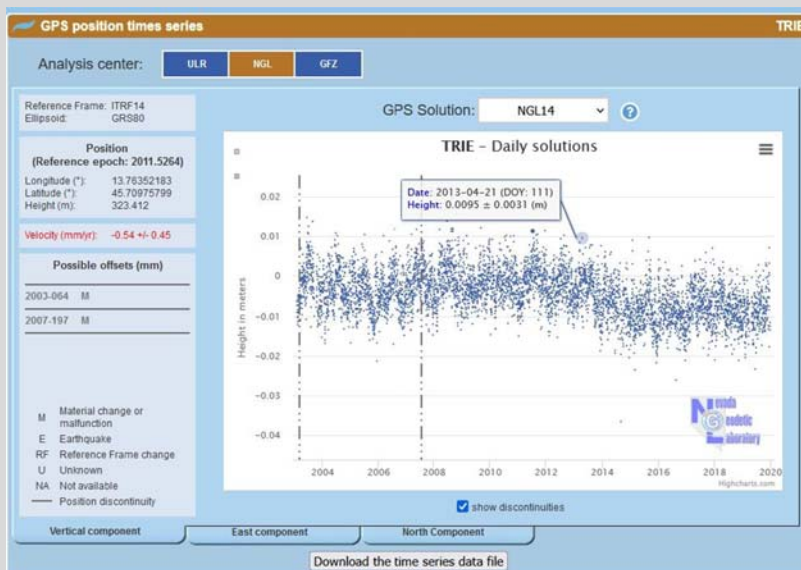 GPS position time series
TRIE
Analysis center:
ULR
NGL
GFZ
Reference Frame: ITRF14
Ellipsoid: GRS80
Position
(Reference epoch: 2011.5264)
Longitude (°): 13.76352183
Latitude (°): 45.70975799
Height (m): 323.412
Velocity (mm/yr): -0.54 +/- 0.45
Possible offsets (mm)
2003-064 M
2007-197 M
M Material change or
malfunction
E Earthquake
RF Reference Frame change
U Unknown
NA Not available
Position discontinuity
GPS Solution:
NGL14
?
TRIE - Daily solutions
Date: 2013-04-21 (DOY: 111)
Height: 0.0095 ± 0.0031 (m)
Height in meters
0.02
0.01
0
-0.01
-0.02
-0.03
-0.04
2004 2006 2007 2008 2010 2012 2014 2016 2018 2020
Nevada
Geodetic
Laboratory
Highcharts.com
show discontinuities
Vertical component
East component
North Component
Download the time series data file